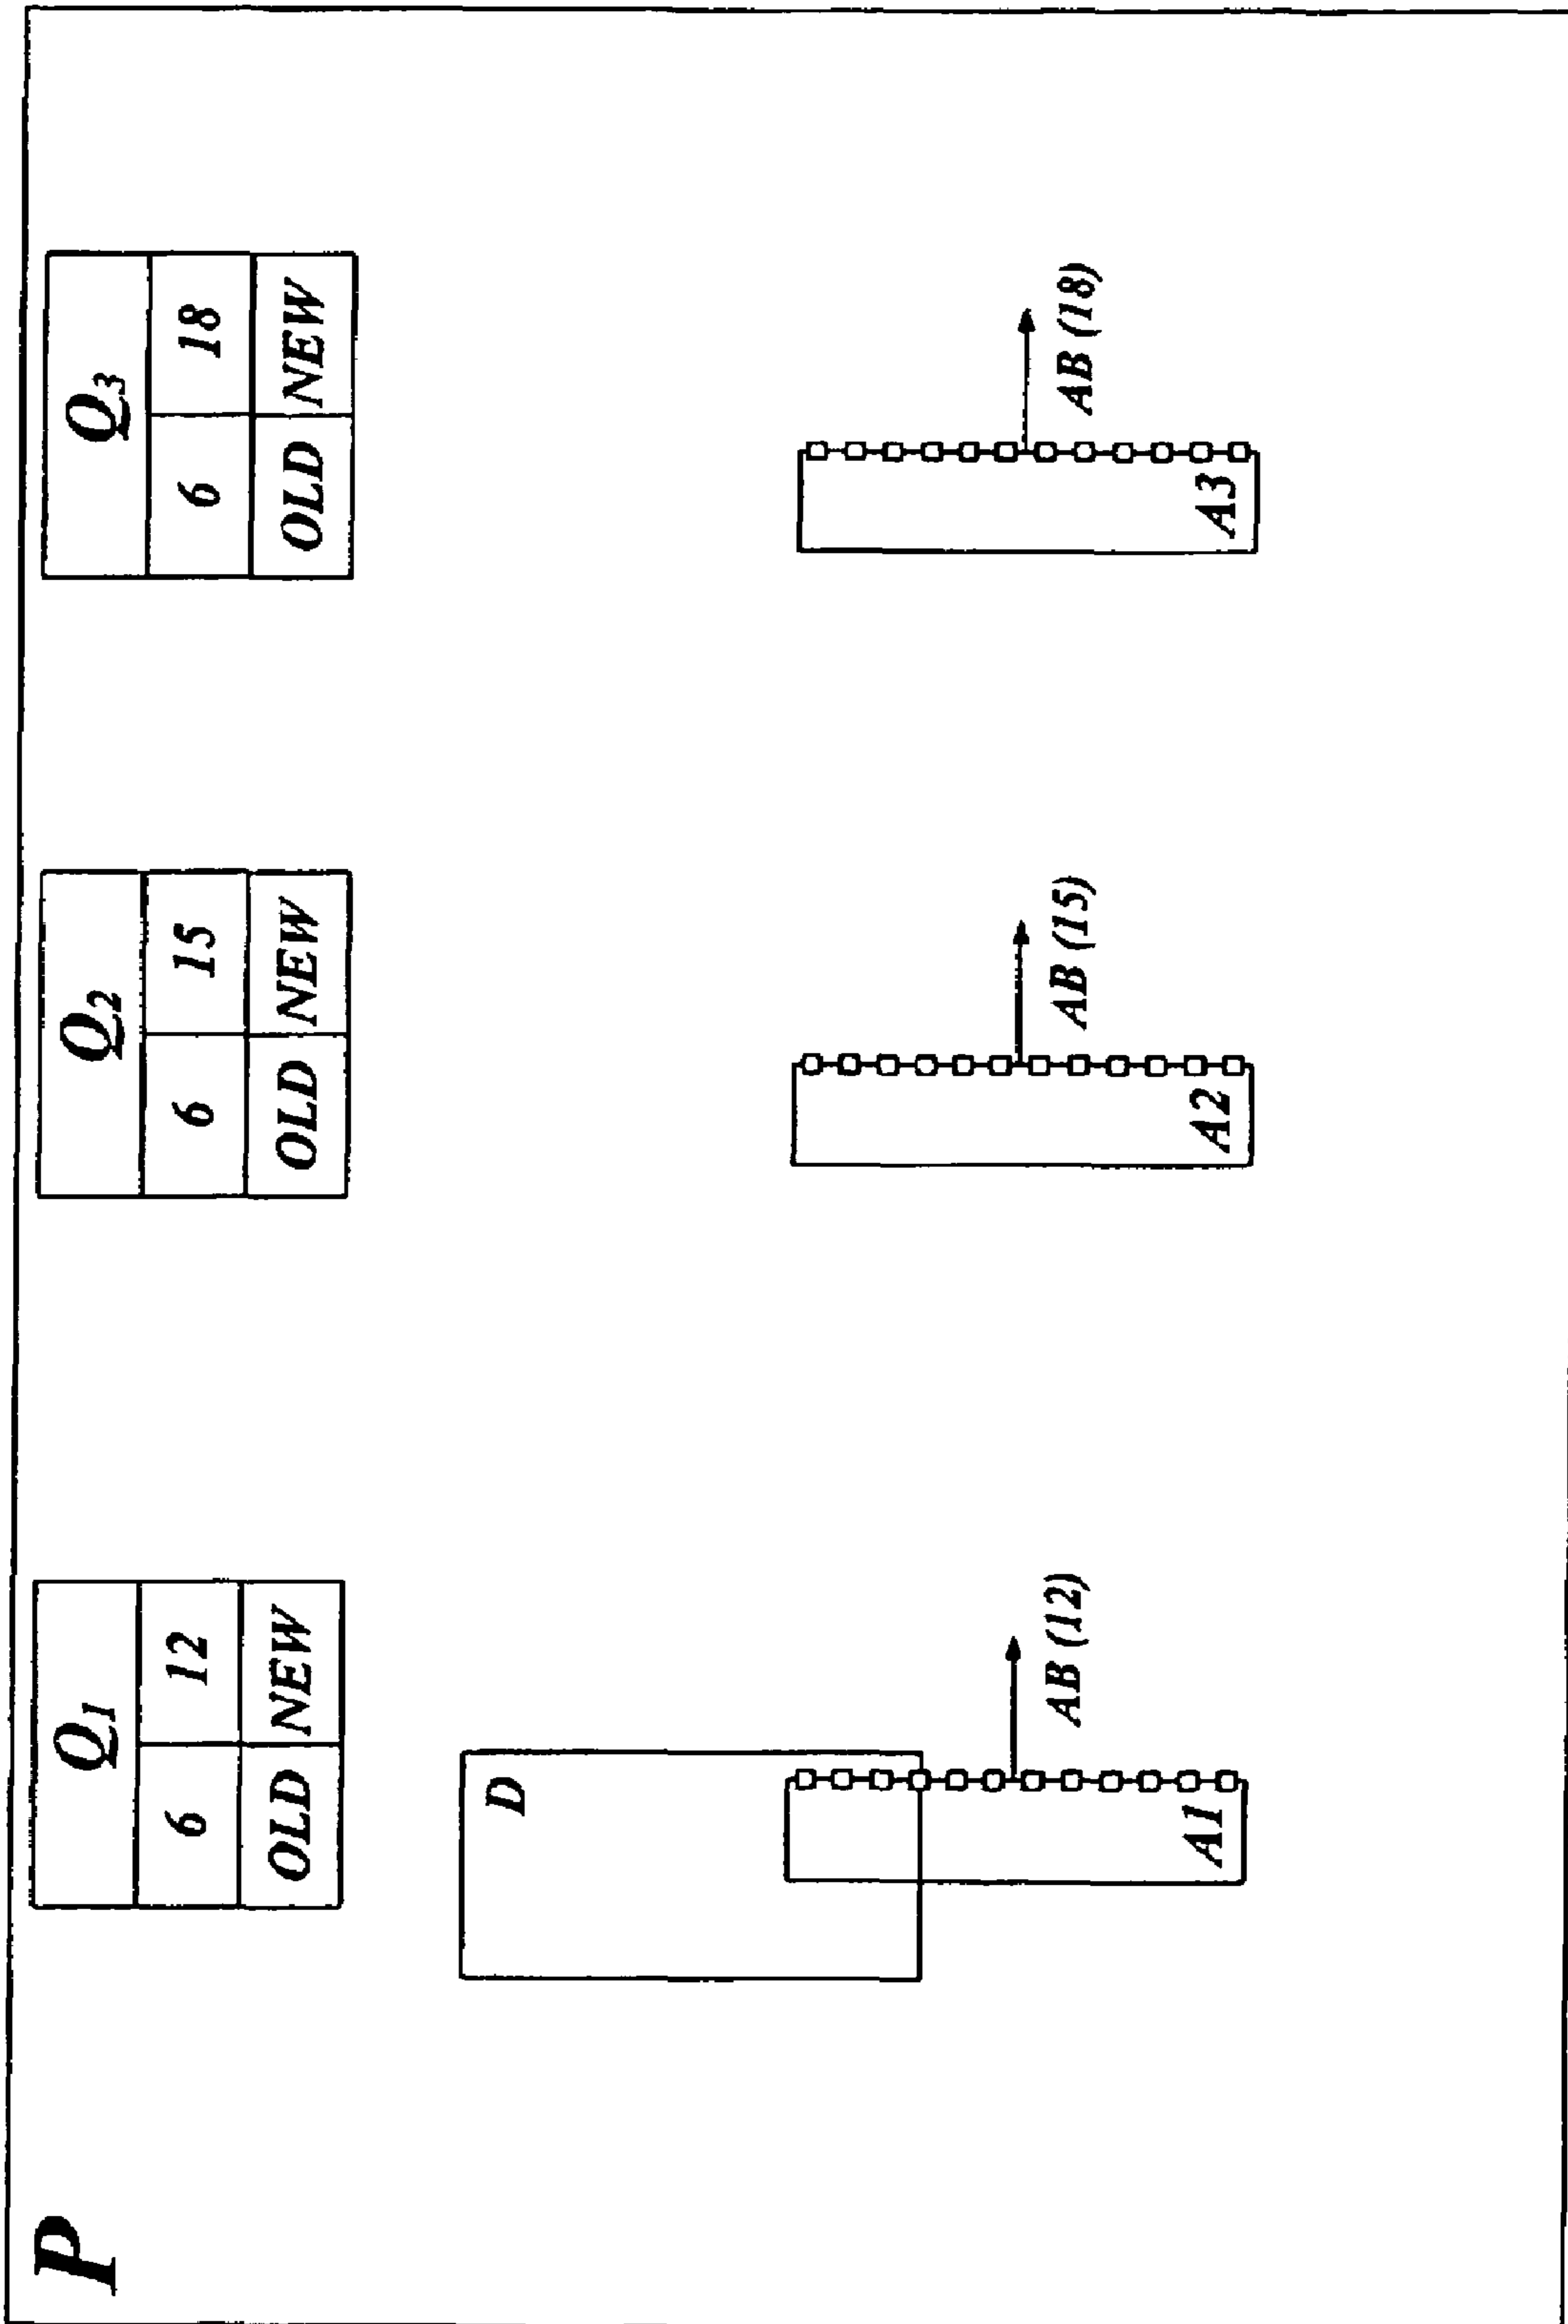 P
Q1 Q2 Q3
6 12 6 15 6 18
OLD NEW OLD NEW OLD NEW
D
AB (12) AB (15) AB (18)
A1 A2 A3